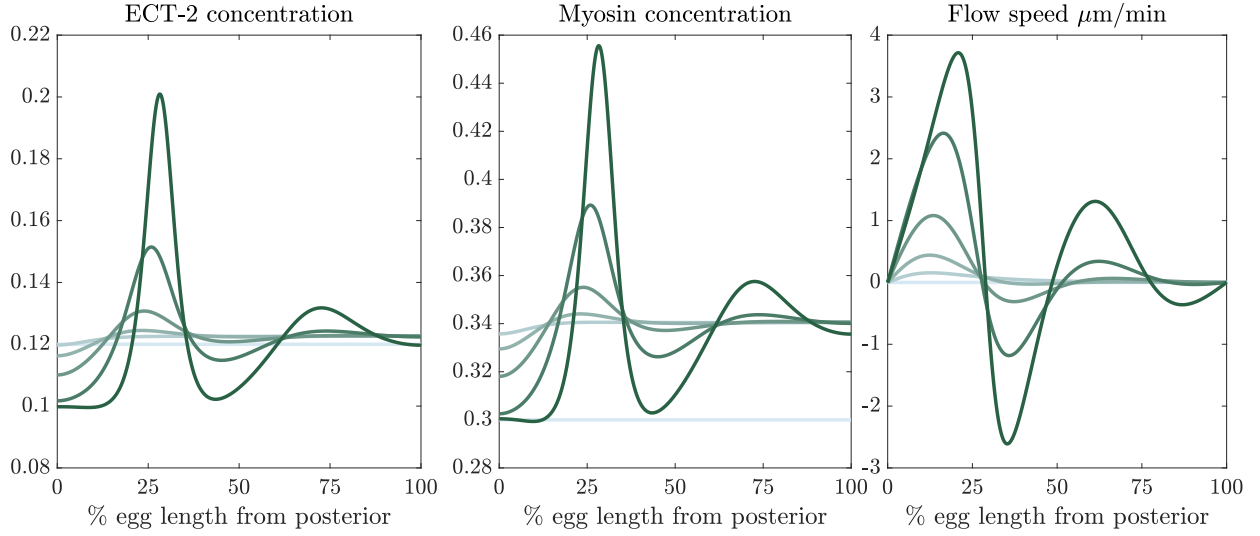 ECT-2 concentration
0.22
0.2
0.18
0.16
0.14
0.12
0.1
0.08
0 25 50 75 100
% egg length from posterior
Myosin concentration
0.46
0.44
0.42
0.4
0.38
0.36
0.34
0.32
0.3
0.28
0 25 50 75 100
% egg length from posterior
Flow speed μm/min
4
3
2
1
0
-1
-2
-3
0 25 50 75 100
% egg length from posterior